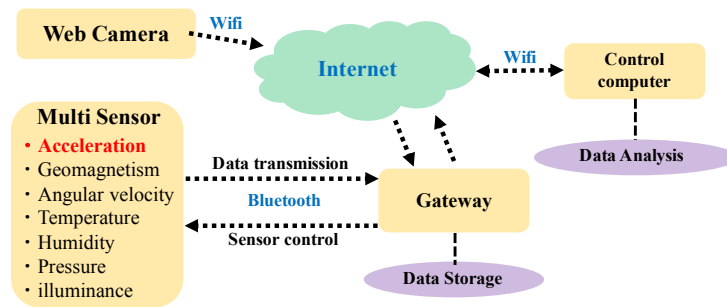 Wifi
Web Camera
Internet
Wifi
Control
computer
Multi Sensor
・Acceleration
・Geomagnetism
・Angular velocity
・Temperature
・Humidity
・Pressure
・illuminance
Data transmission
Bluetooth
Sensor control
Gateway
Data Analysis
Data Storage